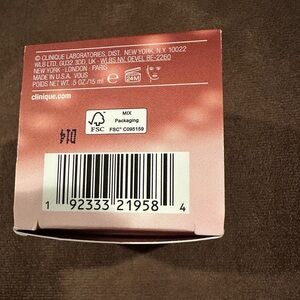 © CLINIQUE LABORATORIES, DIST. NEW YORK, N.Y. 10022
WLB LTD, GU32 3DD, UK · WLBS NV, DEVEL BE-2260
NEW YORK · LONDON · PARIS
MADE IN U.S.A.
POIDS NET WT. .5 OZ/15 ml e 24M
clinique.com
FSC
MIX
Packaging
FSC® C095159
D14
1 92333 21958 4